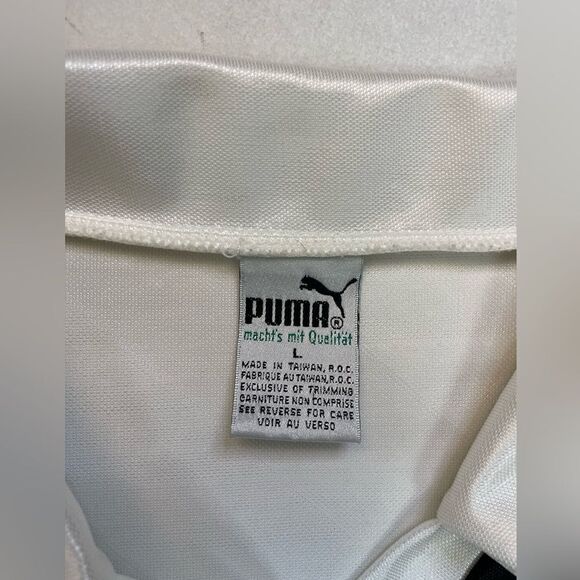 PUMA®
macht's mit Qualität
L
MADE IN TAIWAN, R.O.C.
FABRIQUE AU TAIWAN, R.O.C.
EXCLUSIVE OF TRIMMING
GARNITURE NON COMPRISE
SEE REVERSE FOR CARE
VOIR AU VERSO